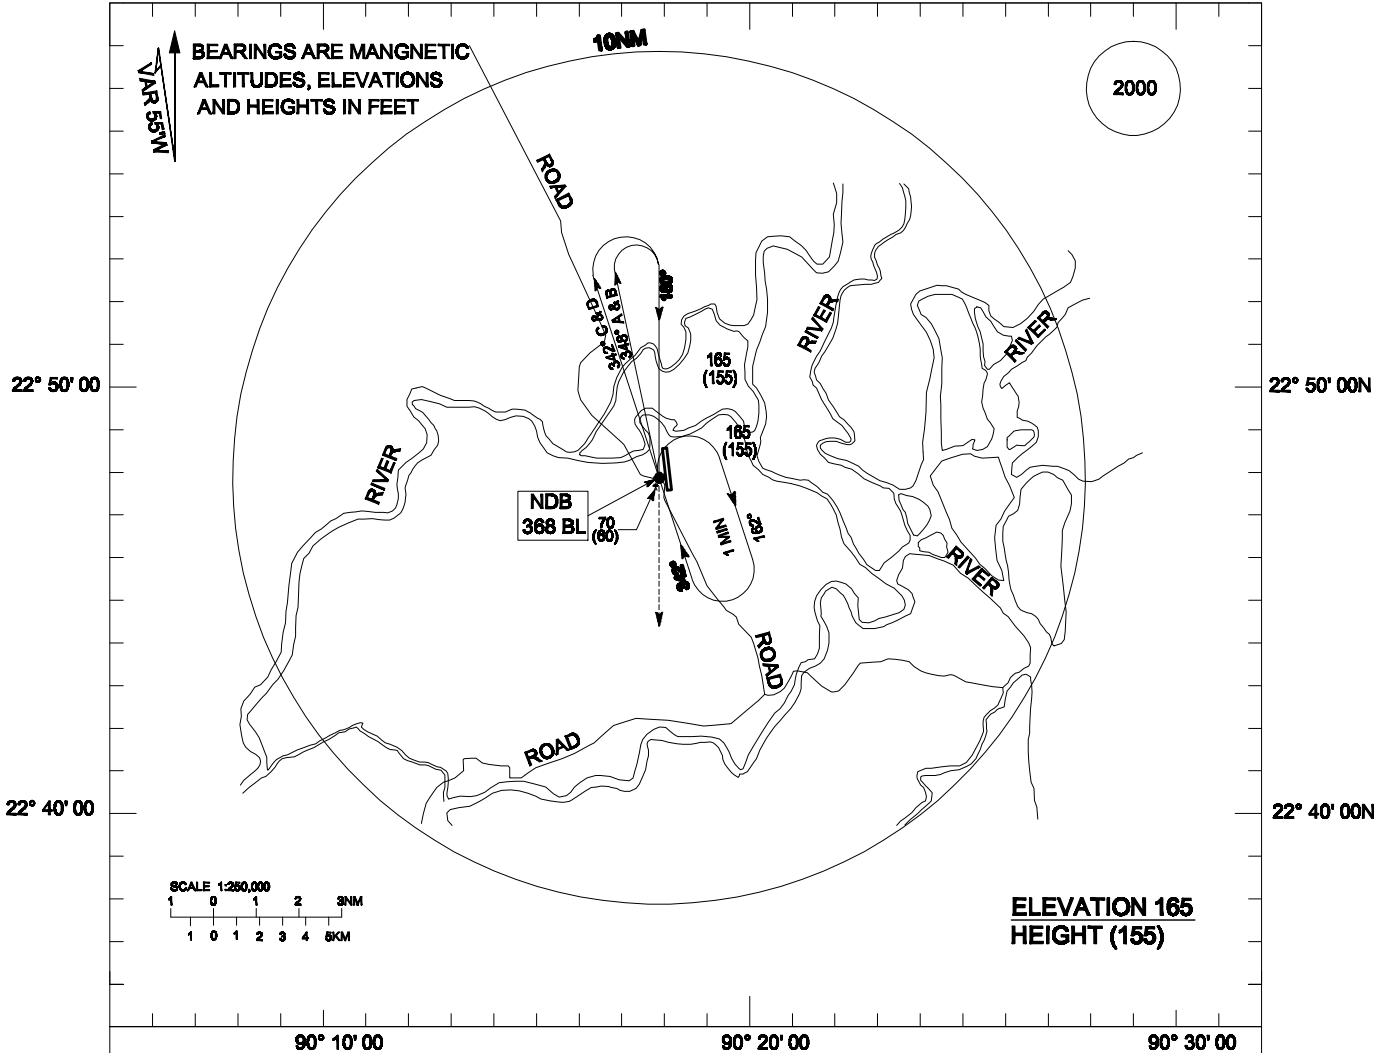 10NM
BEARINGS ARE MANGNETIC
ALTITUDES, ELEVATIONS
AND HEIGHTS IN FEET
VAR 55'W
2000
ROAD
180°
342° C & D
348° A & B
RIVER
RIVER
165
(155)
22° 50' 00
22° 50' 00N
165
(155)
RIVER
NDB
368 BL
70
(60)
1 MIN
162°
342°
RIVER
ROAD
ROAD
22° 40' 00
22° 40' 00N
SCALE 1:250,000
1 0 1 2 3NM
1 0 1 2 3 4 5KM
ELEVATION 165
HEIGHT (155)
90° 10' 00
90° 20' 00
90° 30' 00